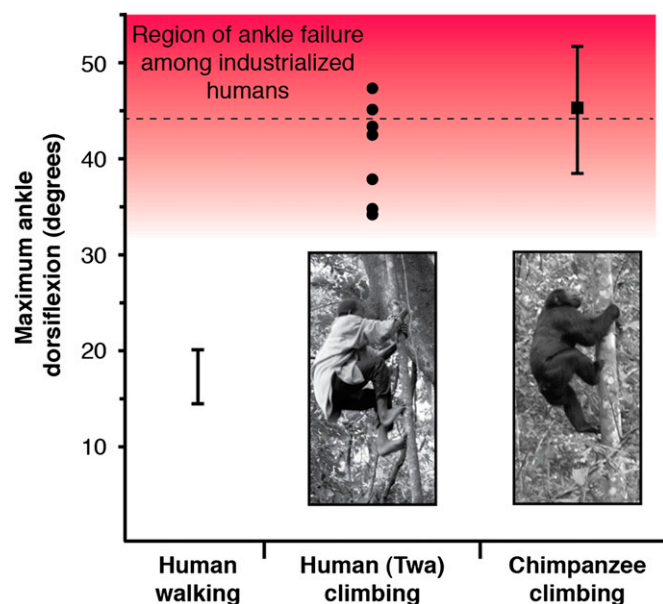 Region of ankle failure
among industrialized
humans
Maximum ankle
dorsiflexion (degrees)
50
40
30
20
10
Human
walking
Human (Twa)
climbing
Chimpanzee
climbing